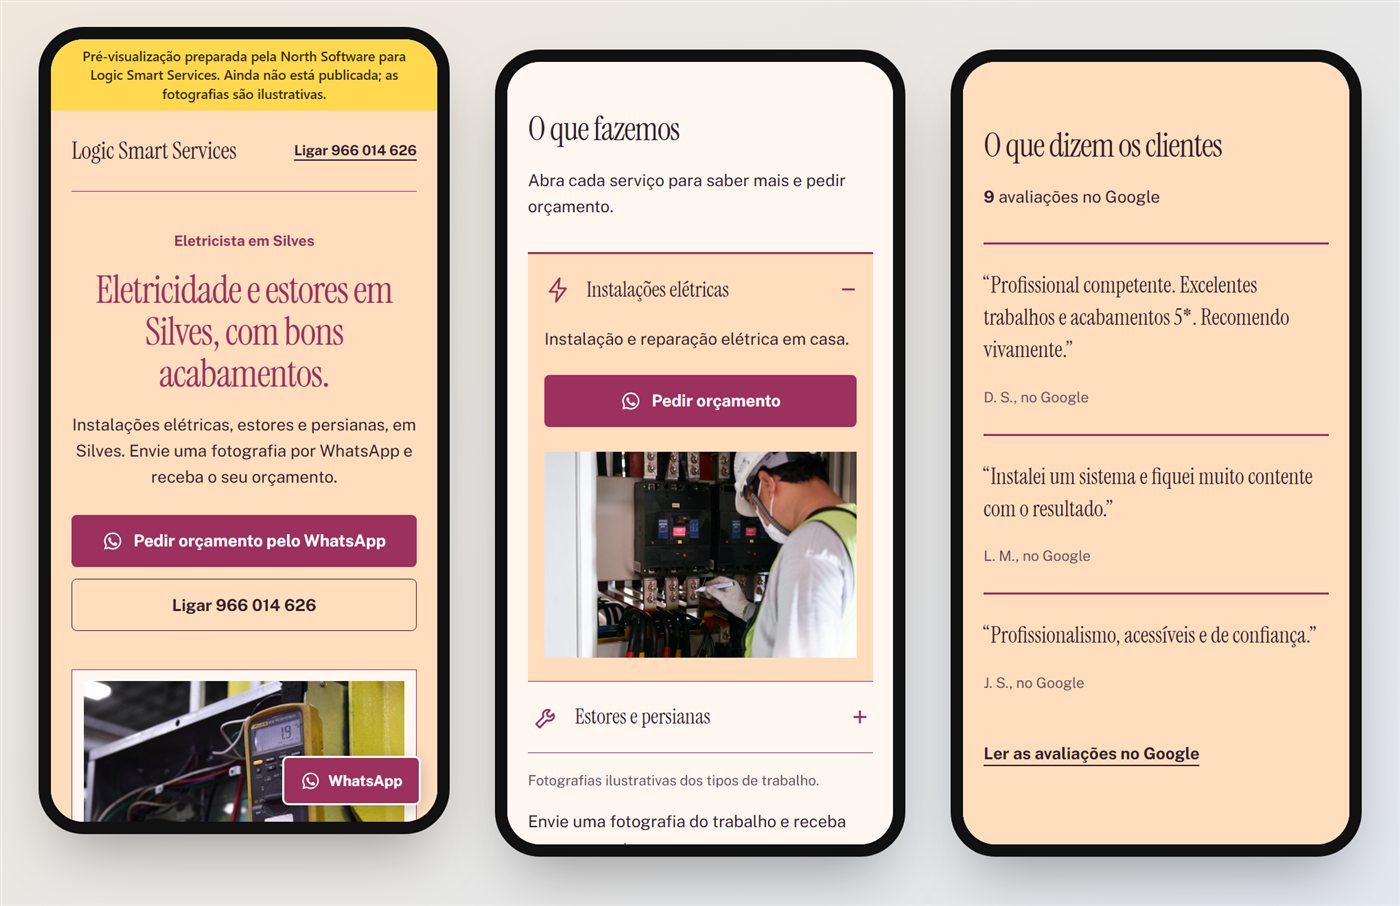 Pré-visualização preparada pela North Software para
Logic Smart Services. Ainda não está publicada; as
fotografias são ilustrativas.
Logic Smart Services
Ligar 966 014 626
Eletricista em Silves
Eletricidade e estores em
Silves, com bons
acabamentos.
Instalações elétricas, estores e persianas, em
Silves. Envie uma fotografia por WhatsApp e
receba o seu orçamento.
Pedir orçamento pelo WhatsApp
Ligar 966 014 626
WhatsApp
O que fazemos
Abra cada serviço para saber mais e pedir
orçamento.
Instalações elétricas
Instalação e reparação elétrica em casa.
Pedir orçamento
Estores e persianas
Fotografias ilustrativas dos tipos de trabalho.
Envie uma fotografia do trabalho e receba
O que dizem os clientes
9 avaliações no Google
“Profissional competente. Excelentes
trabalhos e acabamentos 5*. Recomendo
vivamente.”
D. S., no Google
“Instalei um sistema e fiquei muito contente
com o resultado.”
L. M., no Google
“Profissionalismo, acessíveis e de confiança.”
J. S., no Google
Ler as avaliações no Google